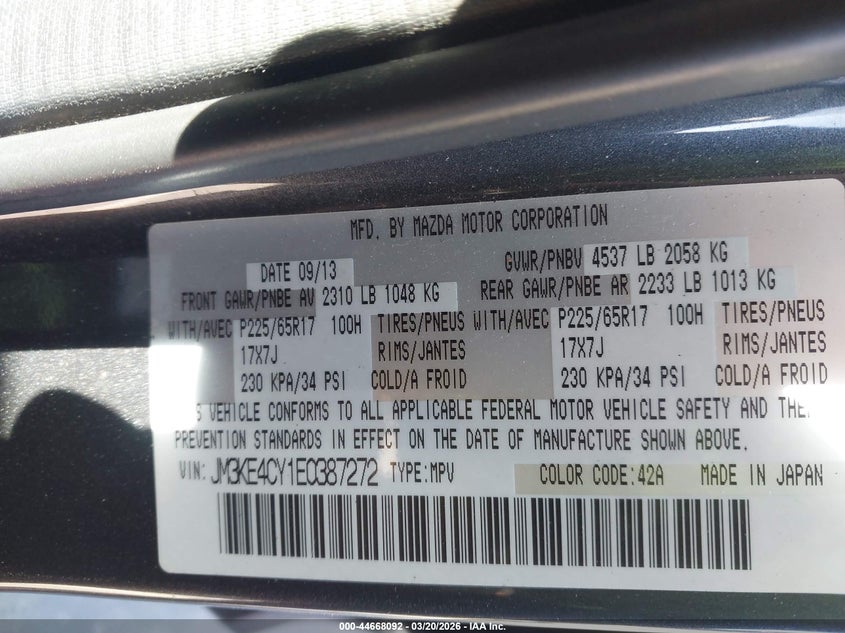 MFD. BY MAZDA MOTOR CORPORATION
DATE 09/13 GVWR/PNBV 4537 LB 2058 KG
FRONT GAWR/PNBE AV 2310 LB 1048 KG REAR GAWR/PNBE AR 2233 LB 1013 KG
WITH/AVEC P225/65R17 100H TIRES/PNEUS WITH/AVEC P225/65R17 100H TIRES/PNEUS
17X7J RIMS/JANTES 17X7J RIMS/JANTES
230 KPA/34 PSI COLD/A FROID 230 KPA/34 PSI COLD/A FROID
VEHICLE CONFORMS TO ALL APPLICABLE FEDERAL MOTOR VEHICLE SAFETY AND
PREVENTION STANDARDS IN EFFECT ON THE DATE OF MANUFACTURE SHOWN ABOVE.
VIN: JM3KE4CY1E0387272 TYPE:MPV COLOR CODE:42A MADE IN JAPAN
000-44668092 - 03/20/2026 - IAA Inc.